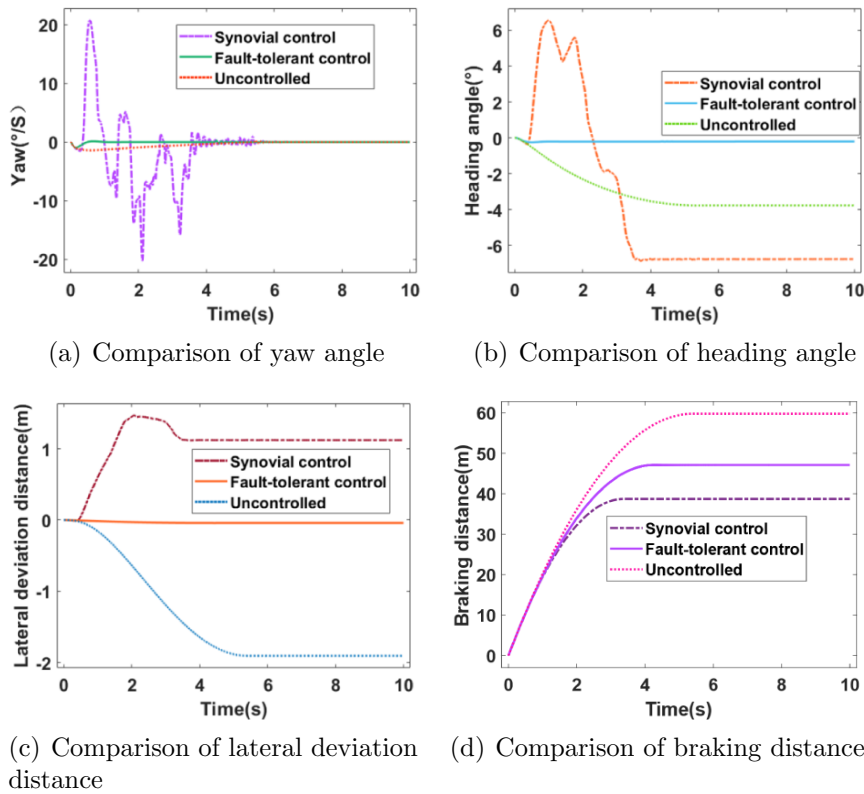 20
10
0
-10
-20
Yaw(°/S)
Synovial control
Fault-tolerant control
Uncontrolled
0 2 4 6 8 10
Time(s)
(a) Comparison of yaw angle
6
4
2
0
-2
-4
-6
Heading angle(°)
Synovial control
Fault-tolerant control
Uncontrolled
0 2 4 6 8 10
Time(s)
(b) Comparison of heading angle
1
0
-1
-2
Lateral deviation distance(m)
Synovial control
Fault-tolerant control
Uncontrolled
0 2 4 6 8 10
Time(s)
(c) Comparison of lateral deviation
distance
60
50
40
30
20
10
0
Braking distance(m)
Synovial control
Fault-tolerant control
Uncontrolled
0 2 4 6 8 10
Time(s)
(d) Comparison of braking distance